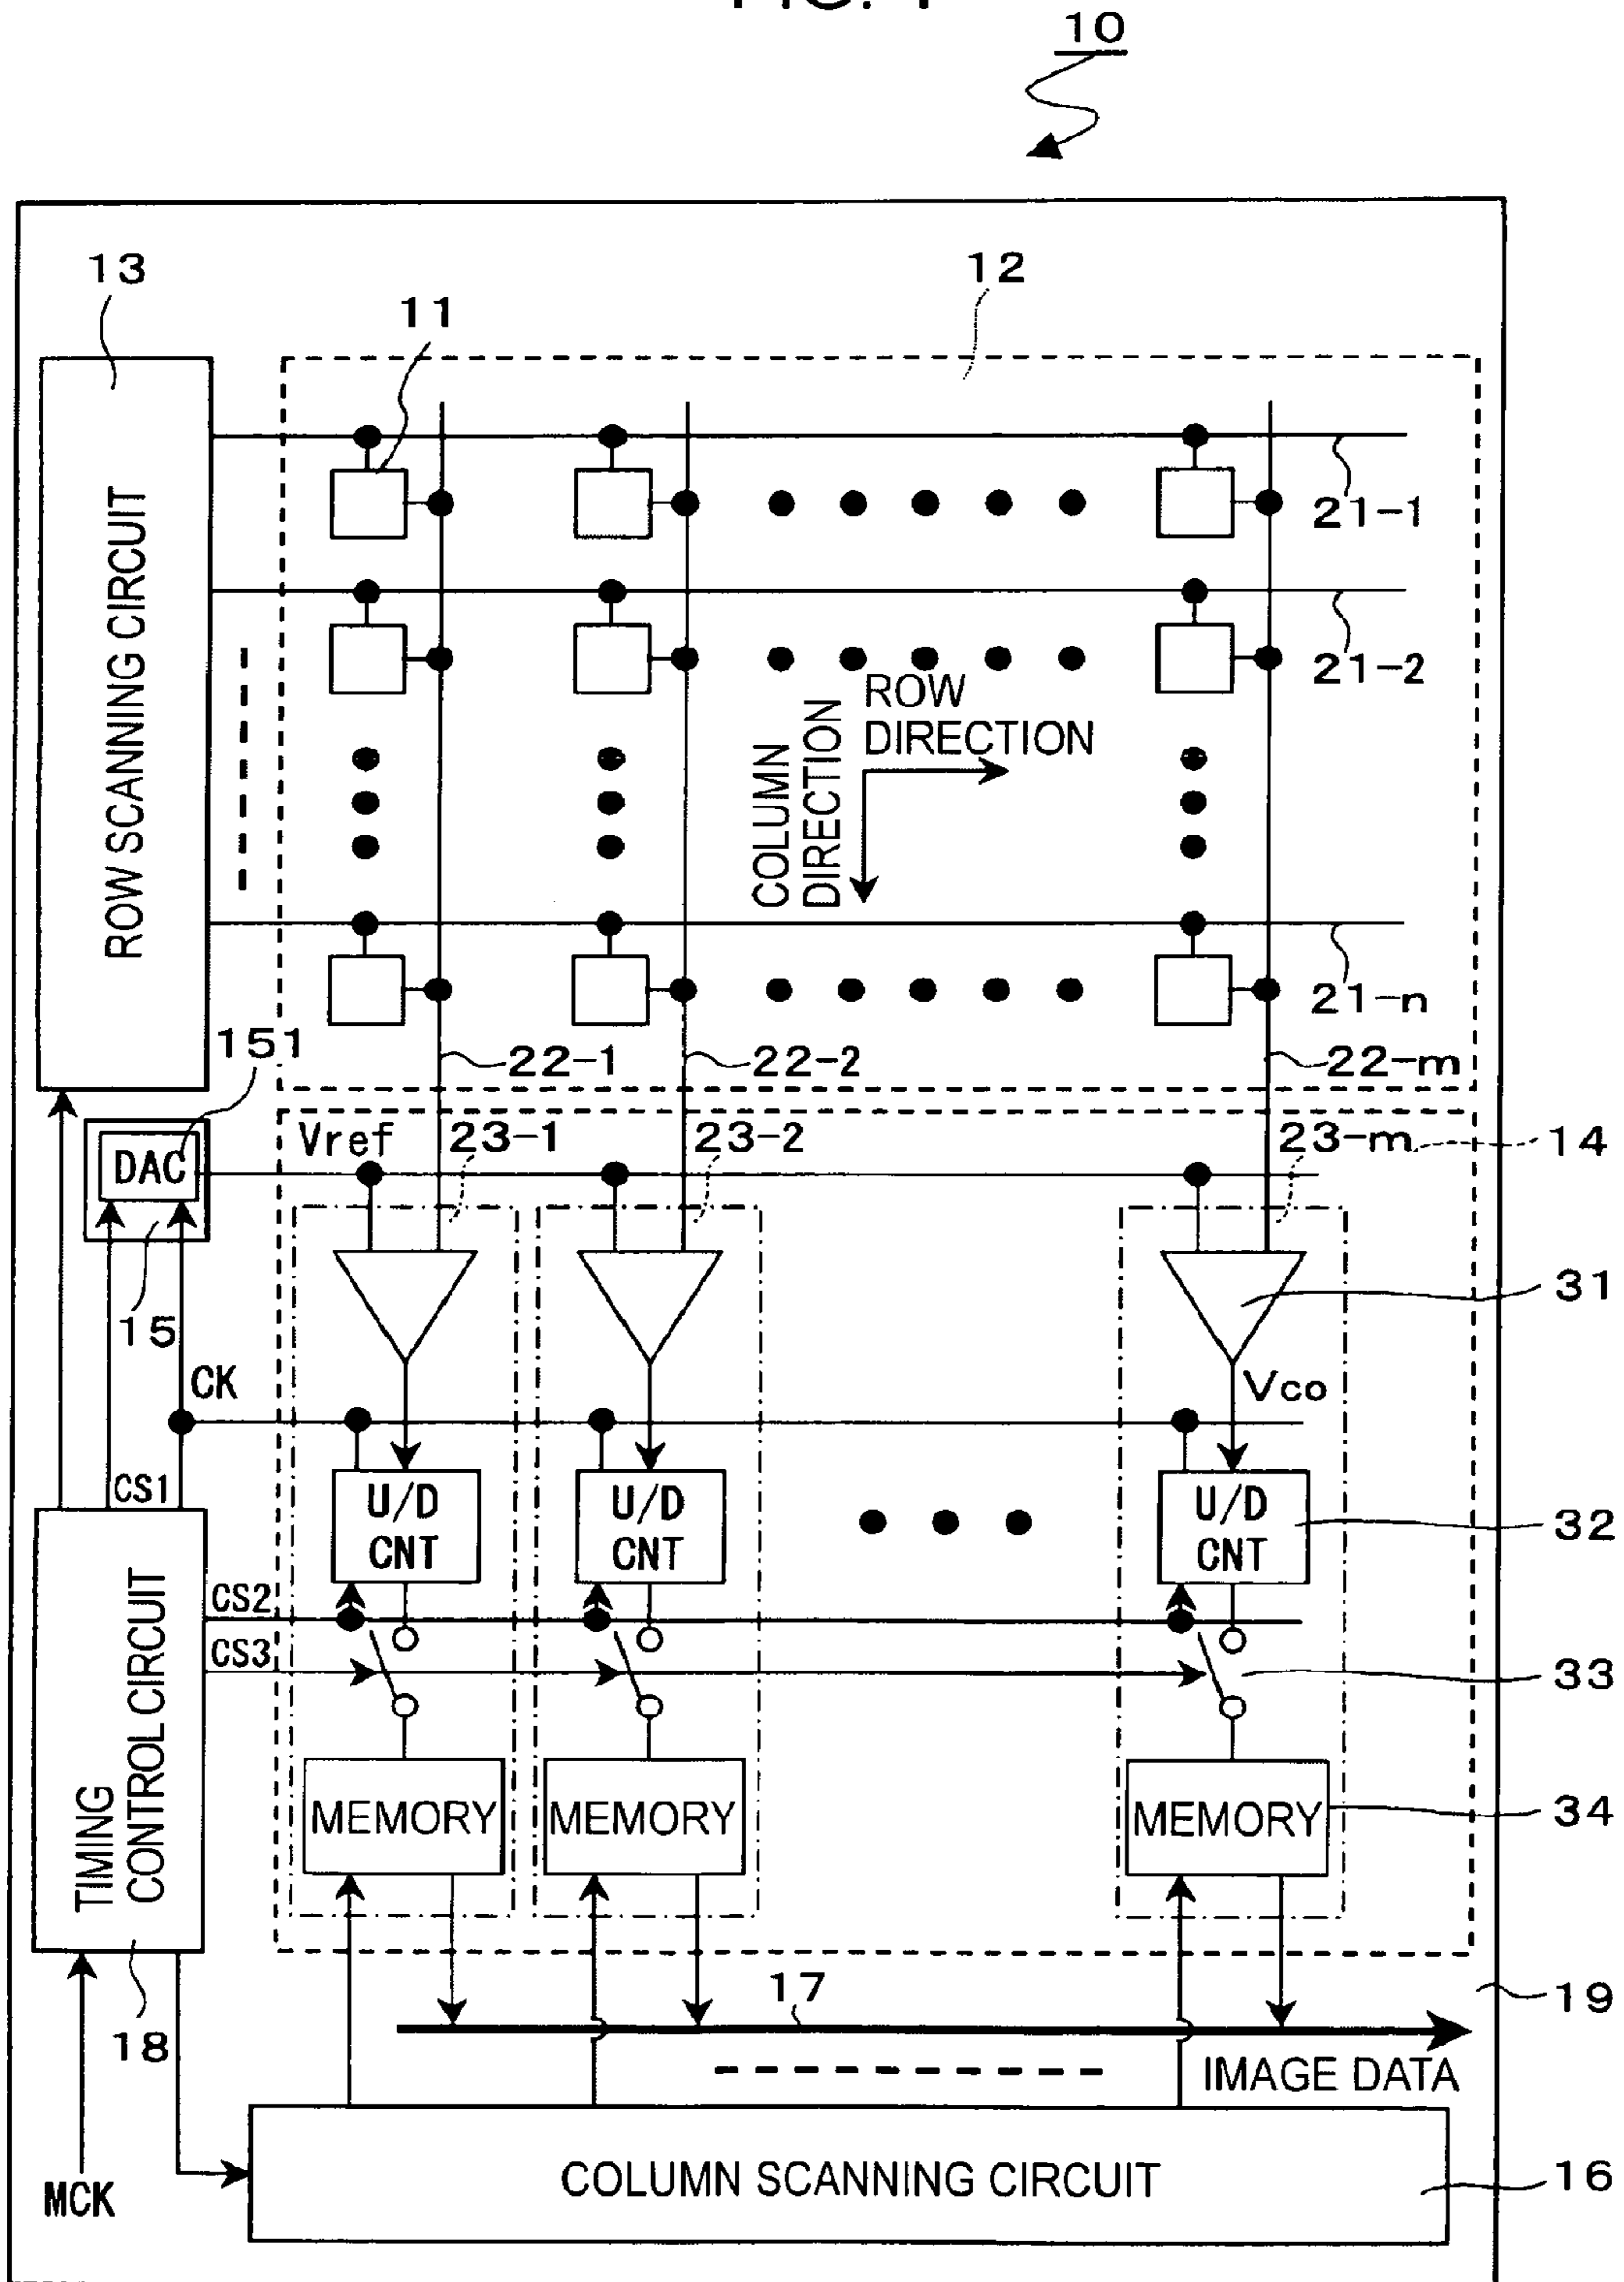 FIG. 1
10
13
12
11
ROW SCANNING CIRCUIT
21-1
21-2
ROW
DIRECTION
COLUMN
DIRECTION
21-n
151
22-1
22-2
22-m
Vref
23-1
23-2
23-m
14
DAC
15
31
CK
Vco
CS1
U/D
CNT
U/D
CNT
U/D
CNT
32
CS2
CS3
33
TIMING
CONTROL CIRCUIT
MEMORY
MEMORY
MEMORY
34
18
17
19
IMAGE DATA
MCK
COLUMN SCANNING CIRCUIT
16